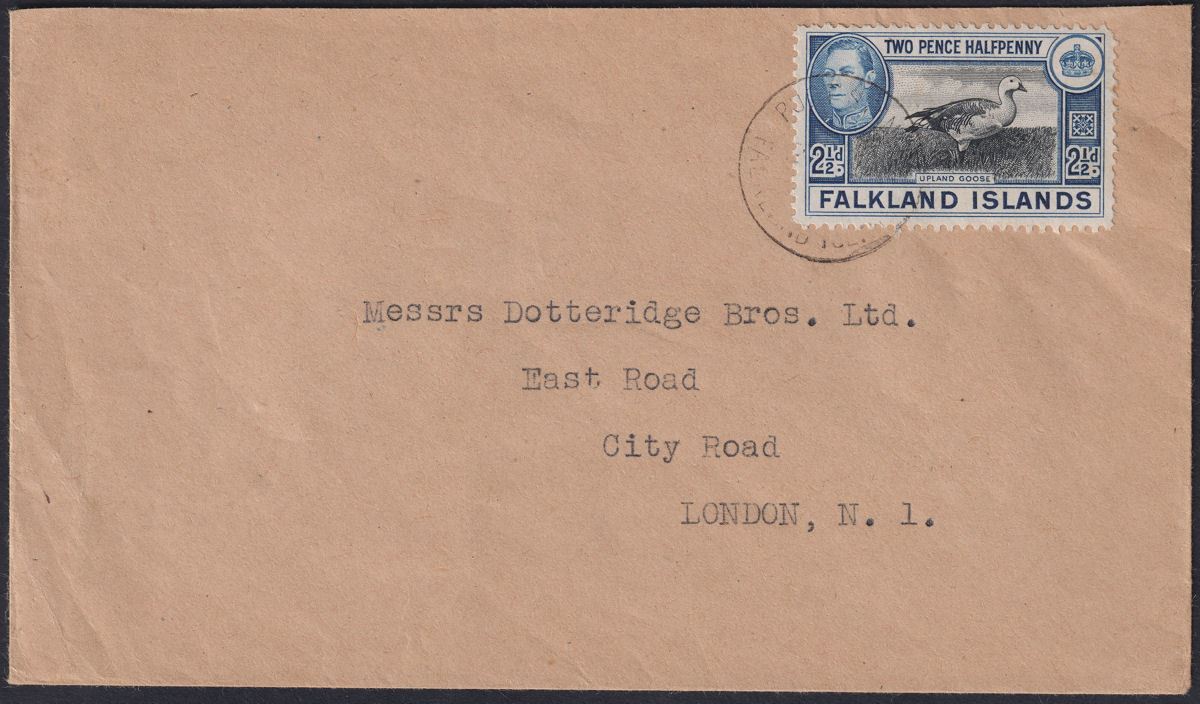 TWO PENCE HALFPENNY
2½D 2½D
UPLAND GOOSE
FALKLAND ISLANDS
Messrs Dotteridge Bros. Ltd.
East Road
City Road
LONDON, N. 1.